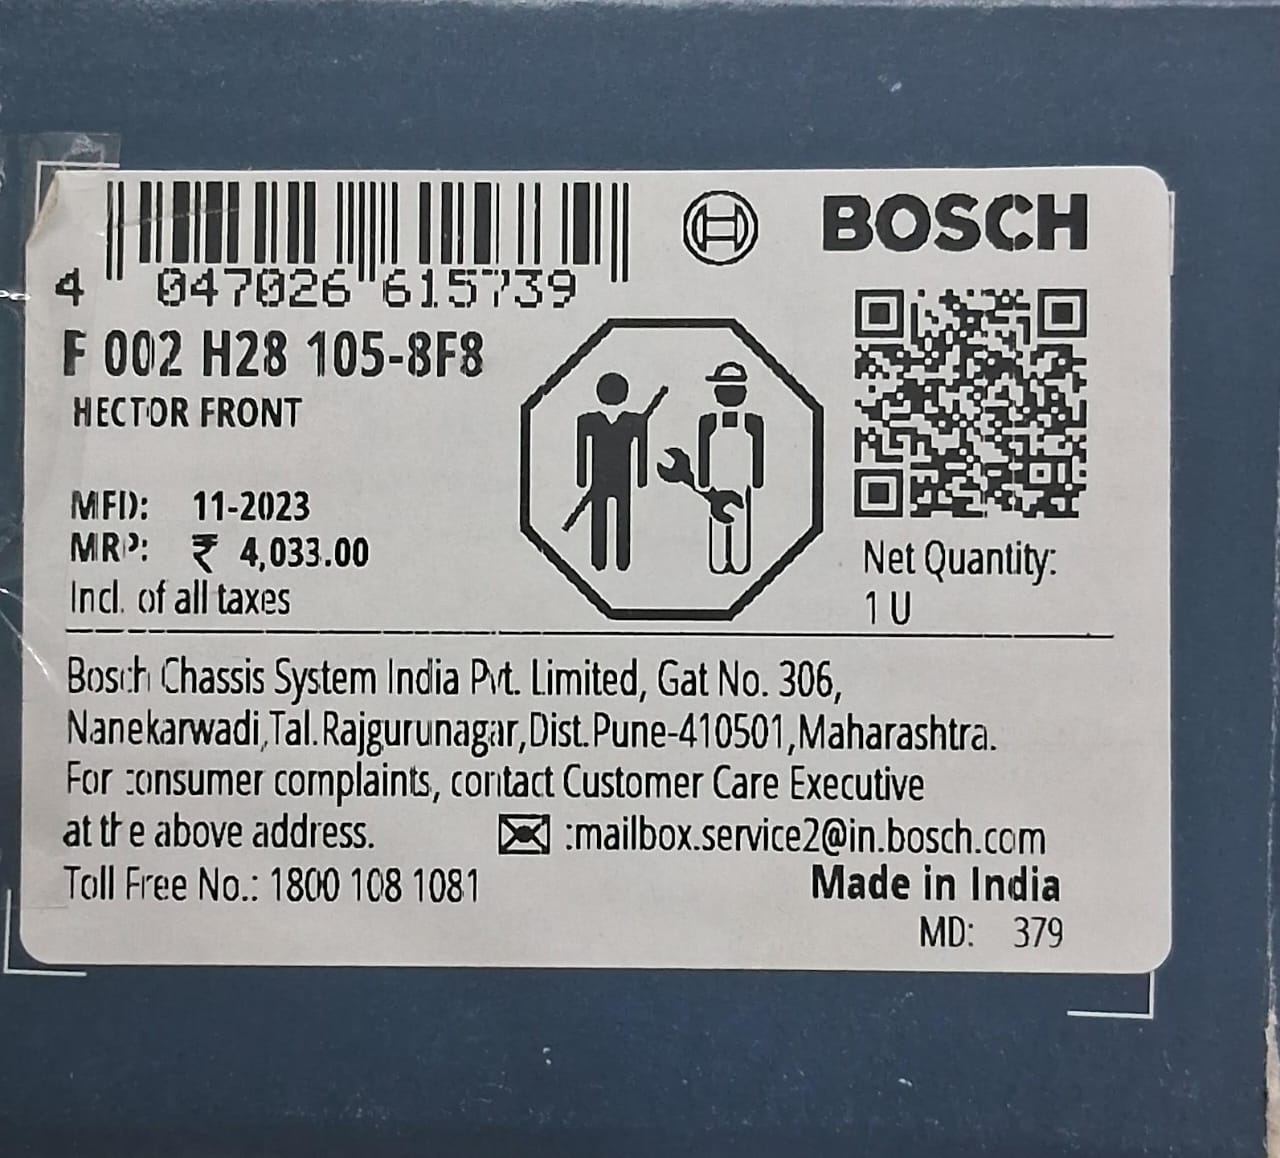 BOSCH
4 047026 615739
F 002 H28 105-8F8
HECTOR FRONT
MFD: 11-2023
MRP: ₹ 4,033.00
Incl. of all taxes
Net Quantity:
1 U
Bosch Chassis System India Pvt. Limited, Gat No. 306,
Nanekarwadi,Tal.Rajgurunagar,Dist.Pune-410501,Maharashtra.
For consumer complaints, contact Customer Care Executive
at the above address. :mailbox.service2@in.bosch.com
Toll Free No.: 1800 108 1081
Made in India
MD: 379